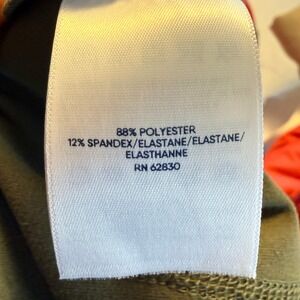 88% POLYESTER
12% SPANDEX/ELASTANE/ELASTANE/
ELASTHANNE
RN 62830